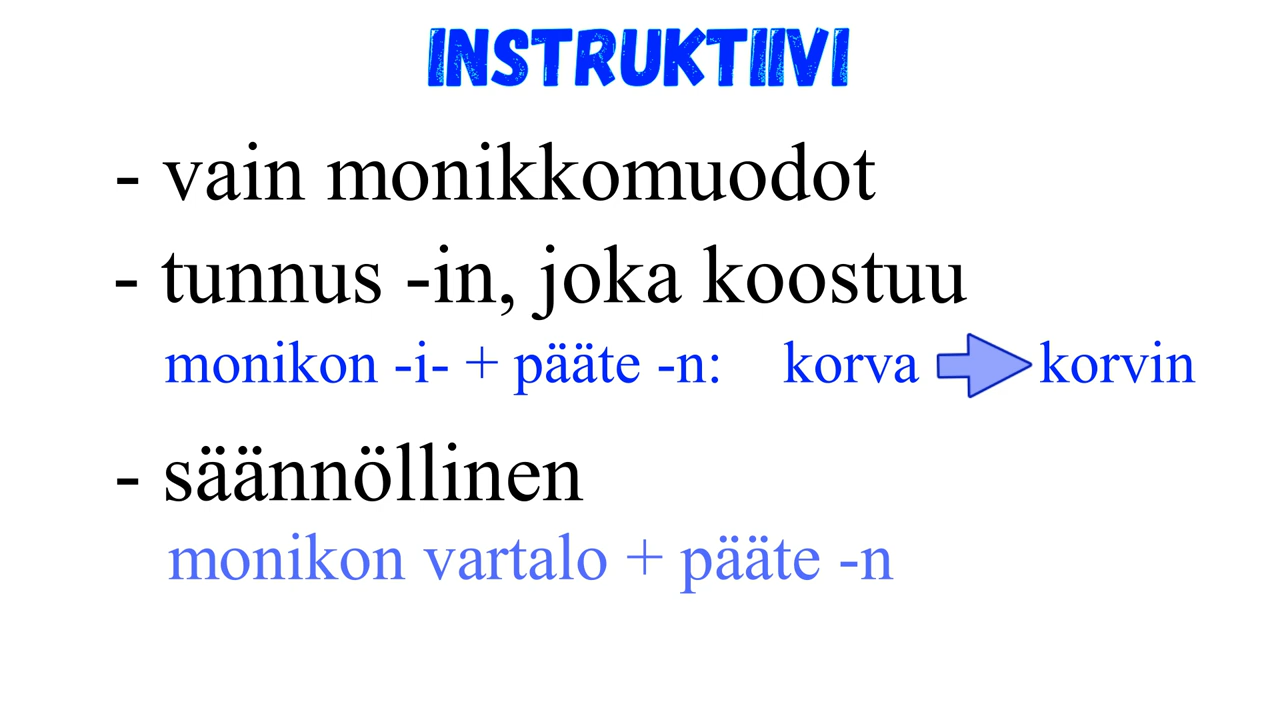 INSTRUKTIIVI
- vain monikkomuodot
- tunnus -in, joka koostuu
monikon -i- + pääte -n: korva korvin
- säännöllinen
monikon vartalo + pääte -n